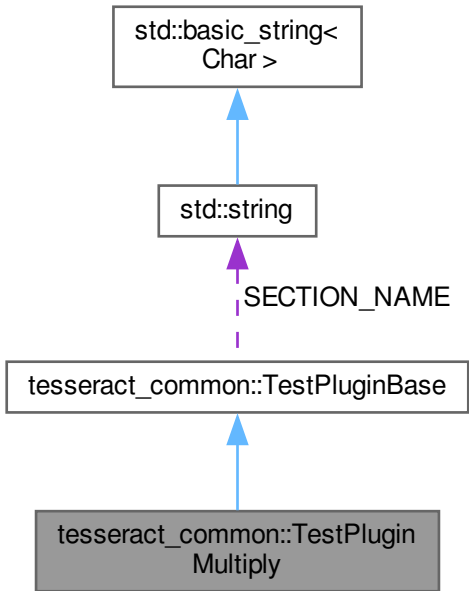 std::basic_string<
Char >
std::string
SECTION_NAME
tesseract_common::TestPluginBase
tesseract_common::TestPlugin
Multiply